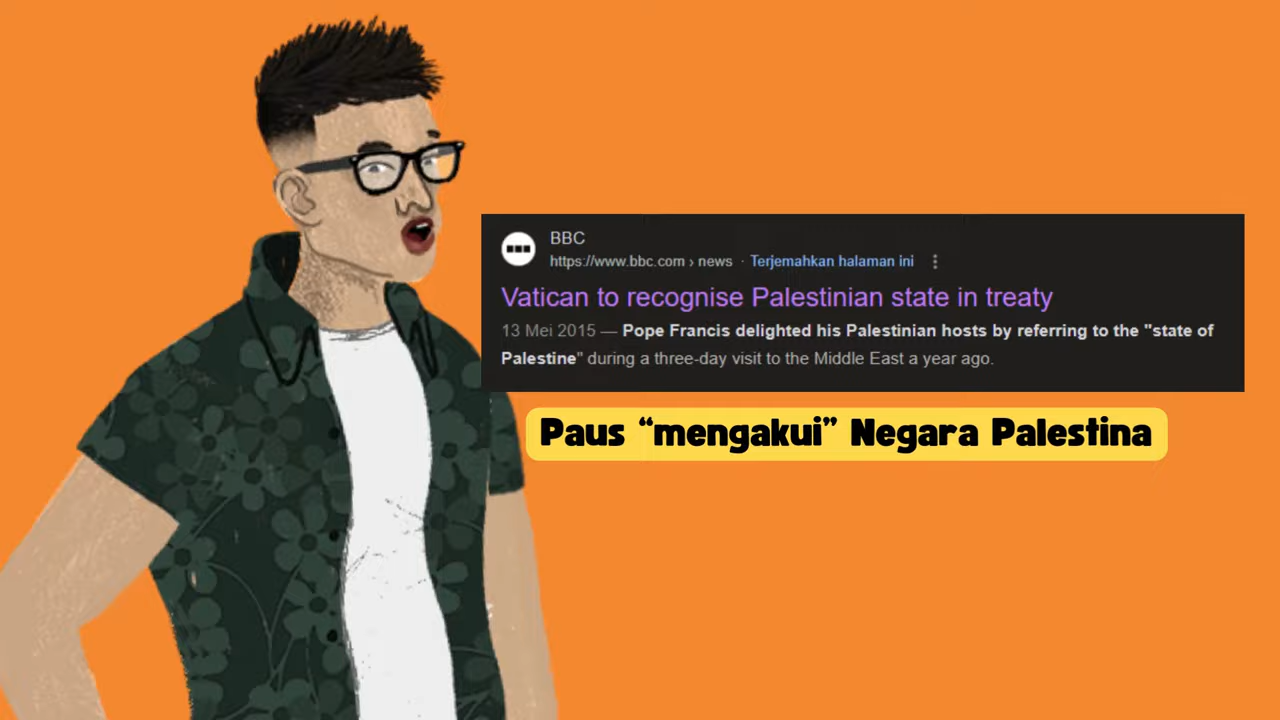 BBC
https://www.bbc.com › news · Terjemahkan halaman ini
Vatican to recognise Palestinian state in treaty
13 Mei 2015 — Pope Francis delighted his Palestinian hosts by referring to the "state of
Palestine" during a three-day visit to the Middle East a year ago.
Paus “mengakui” Negara Palestina